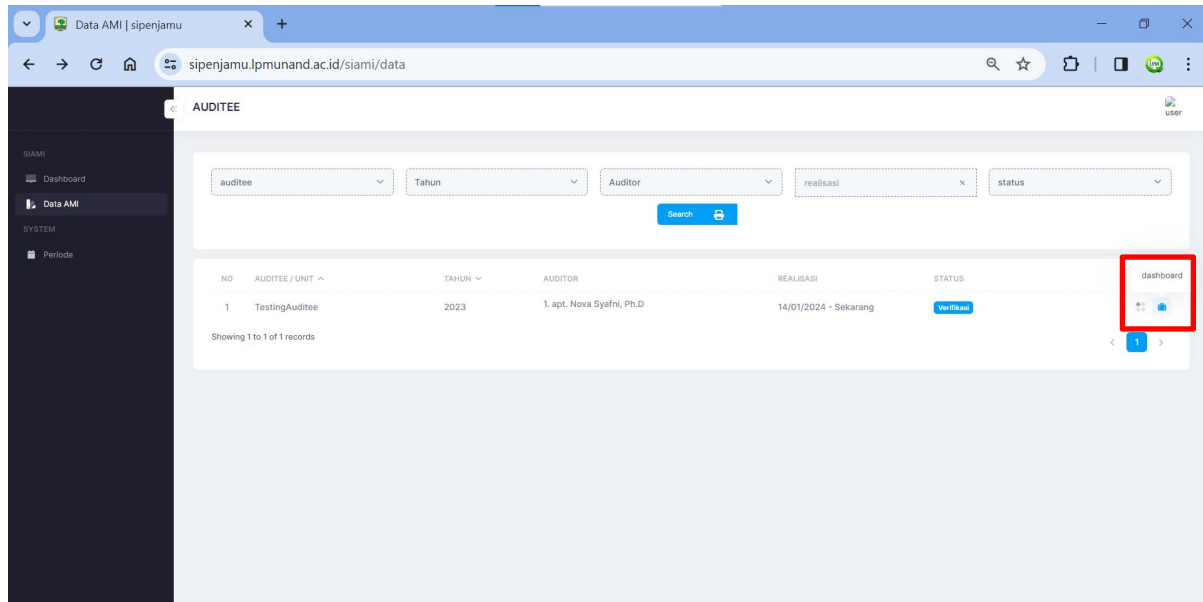 Data AMI | sipenjamu
sipenjamu.lpmunand.ac.id/siami/data
AUDITEE
user
SIAMI
Dashboard
Data AMI
SYSTEM
Periode
auditee Tahun Auditor realisasi status
Search
dashboard
NO AUDITEE / UNIT TAHUN AUDITOR REALISASI STATUS
1 TestingAuditee 2023 1. apt. Nova Syafni, Ph.D 14/01/2024 - Sekarang Verifikasi
Showing 1 to 1 of 1 records
< 1 >